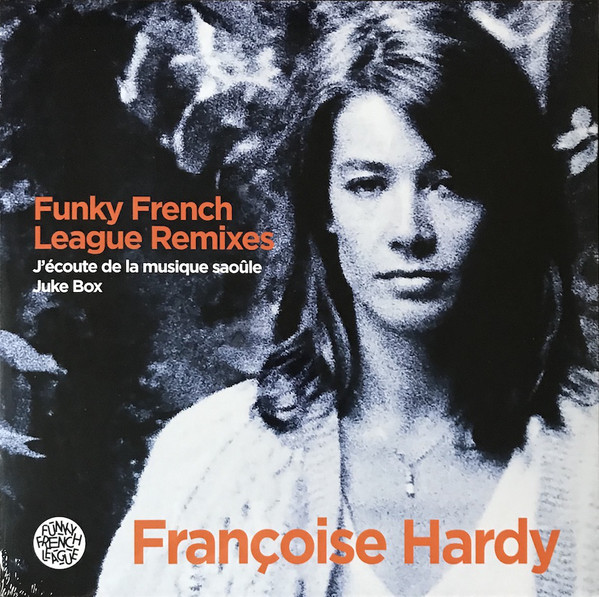 Funky French
League Remixes
J'écoute de la musique saoûle
Juke Box
FUNKY
FRENCH
LEAGUE
Françoise Hardy